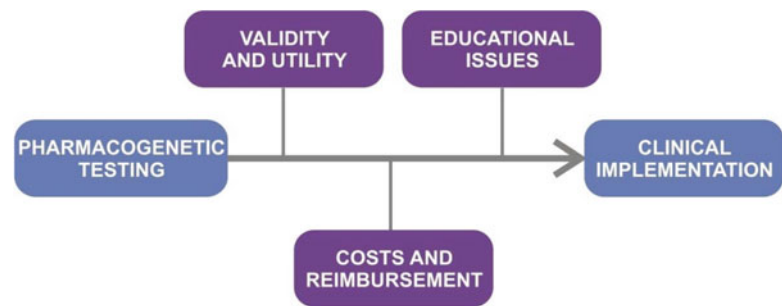 VALIDITY
AND UTILITY
EDUCATIONAL
ISSUES
PHARMACOGENETIC
TESTING
CLINICAL
IMPLEMENTATION
COSTS AND
REIMBURSEMENT